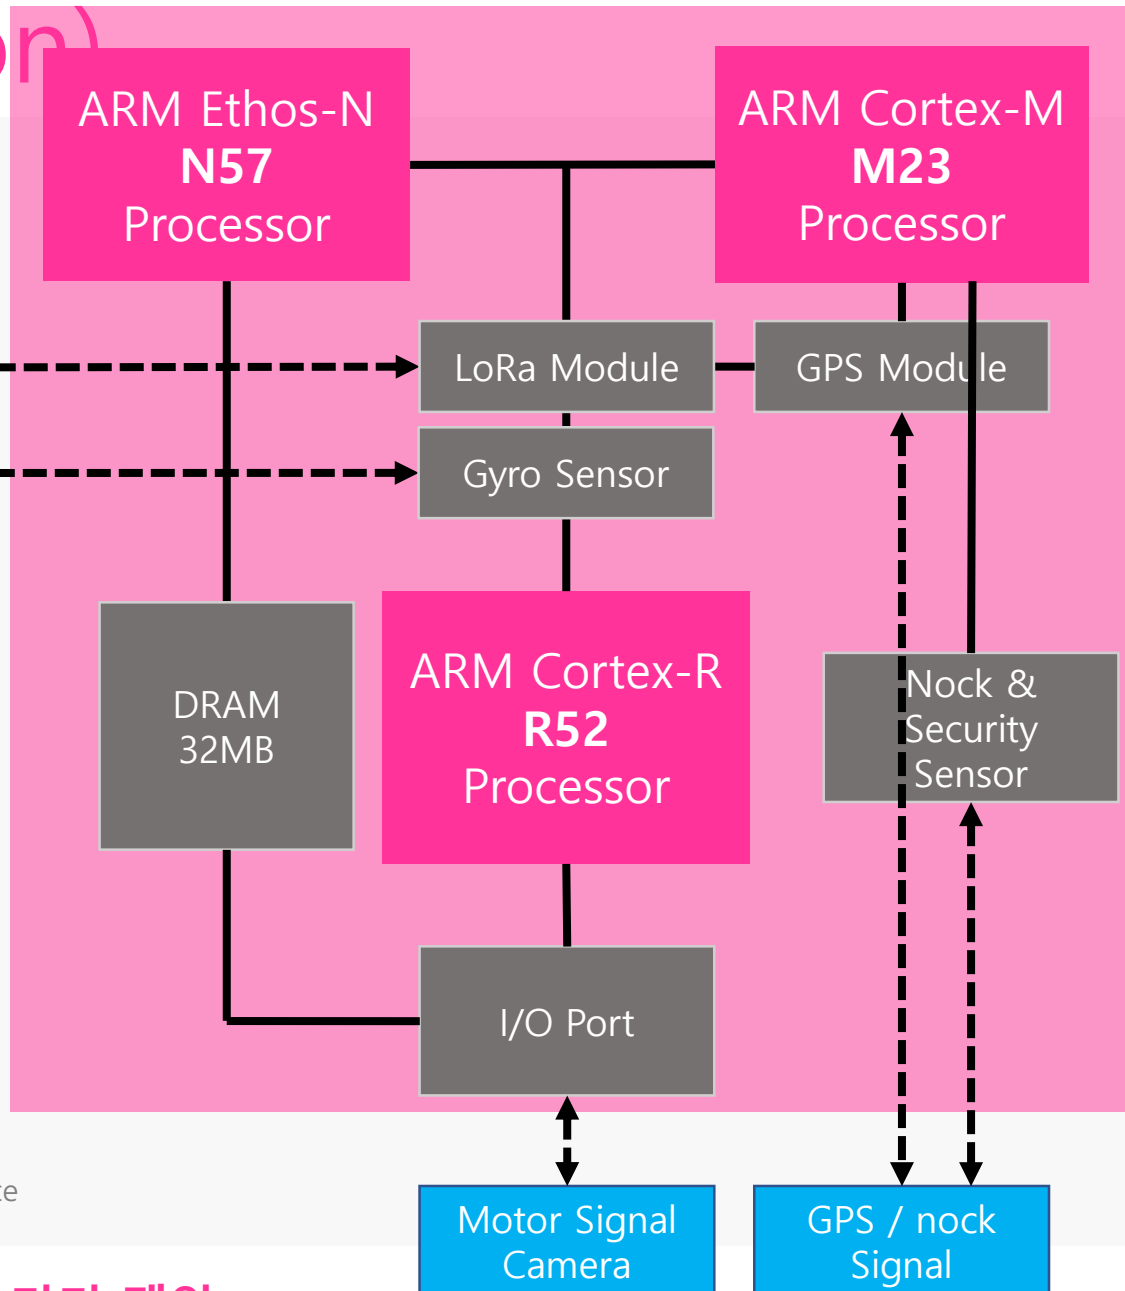 on)
ARM Ethos-N
N57
Processor
ARM Cortex-M
M23
Processor
LoRa Module
GPS Module
Gyro Sensor
DRAM
32MB
ARM Cortex-R
R52
Processor
Nock &
Security
Sensor
I/O Port
Motor Signal
Camera
GPS / nock
Signal